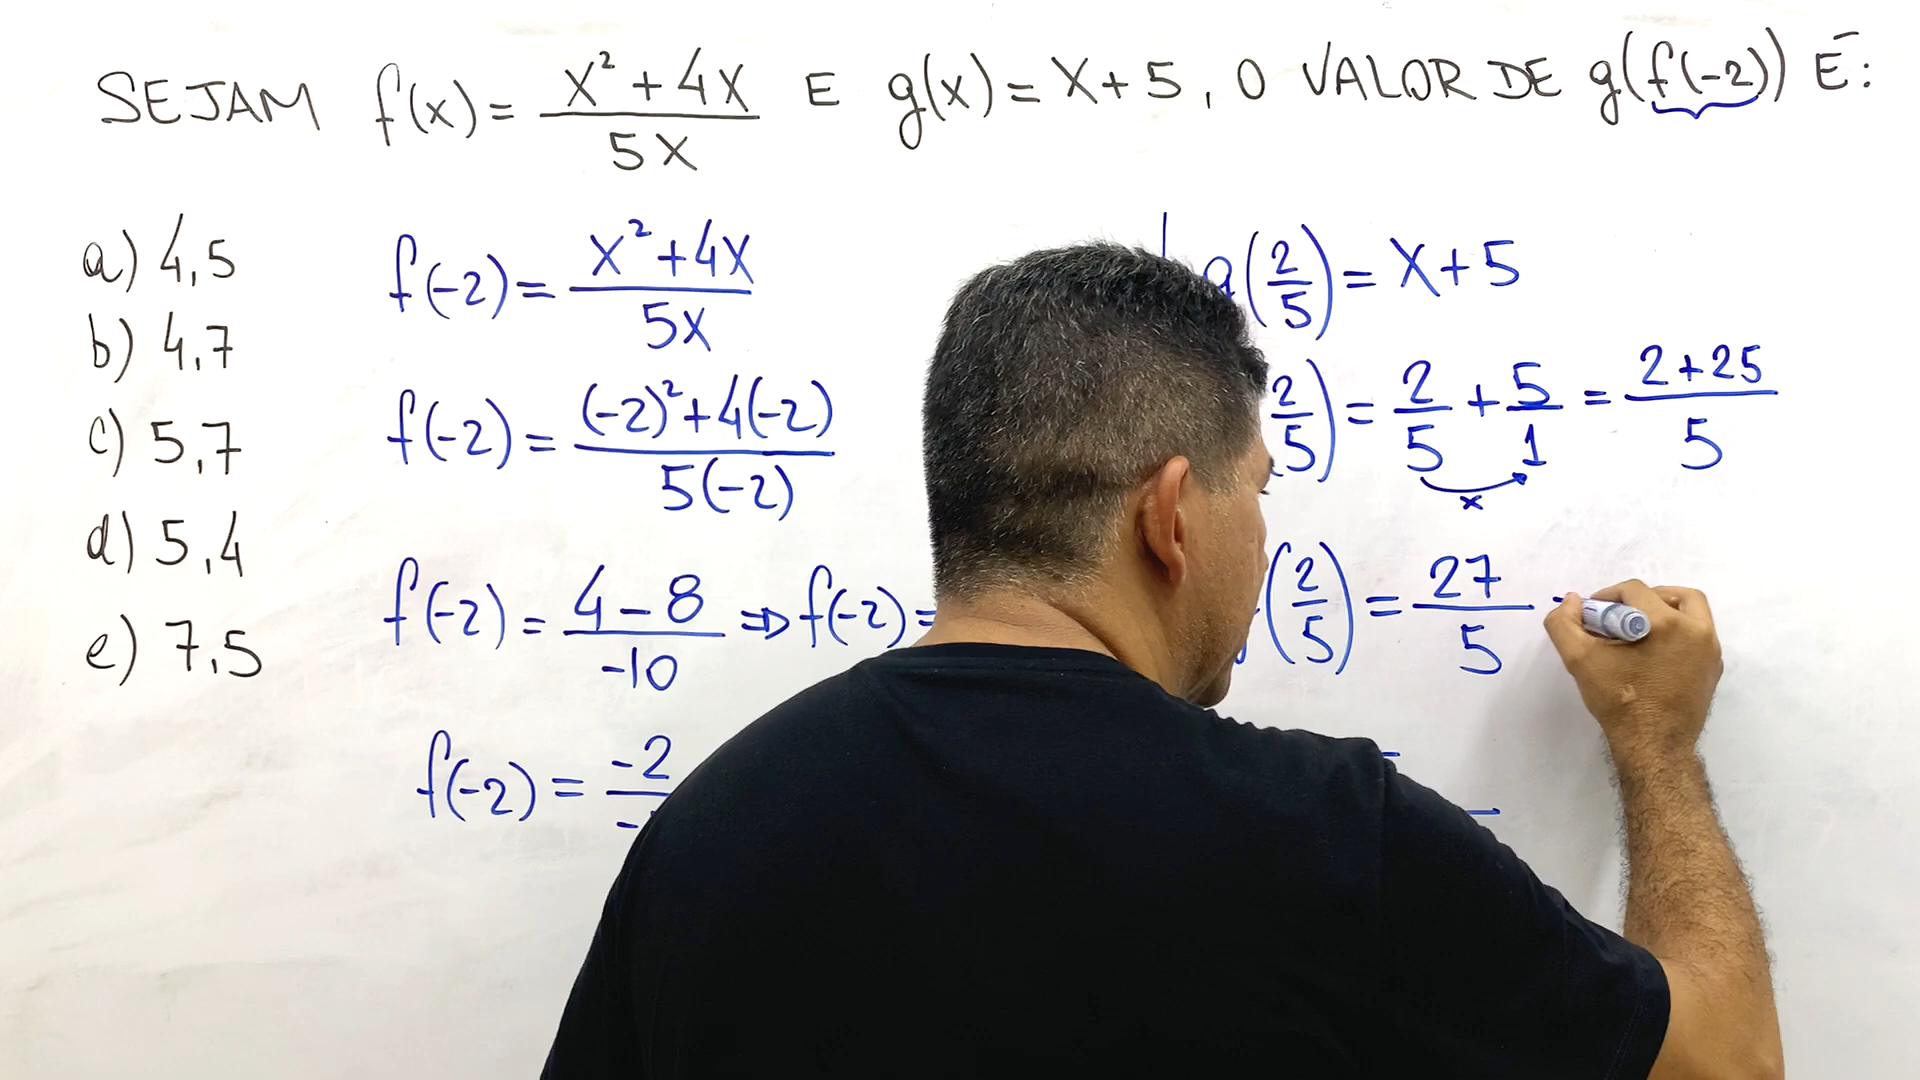 SEJAM f(x) = (x² + 4x)/(5x) E g(x) = x + 5, O VALOR DE g(f(-2)) É:
a) 4,5
b) 4,7
c) 5,7
d) 5,4
e) 7,5
f(-2) = (x² + 4x)/(5x)
f(-2) = ((-2)² + 4(-2))/(5(-2))
f(-2) = (4 - 8)/(-10) ⇒ f(-2) =
f(-2) = -2
g(2/5) = x + 5
(2/5) = 2/5 + 5/1 = (2 + 25)/5
x
(2/5) = 27/5